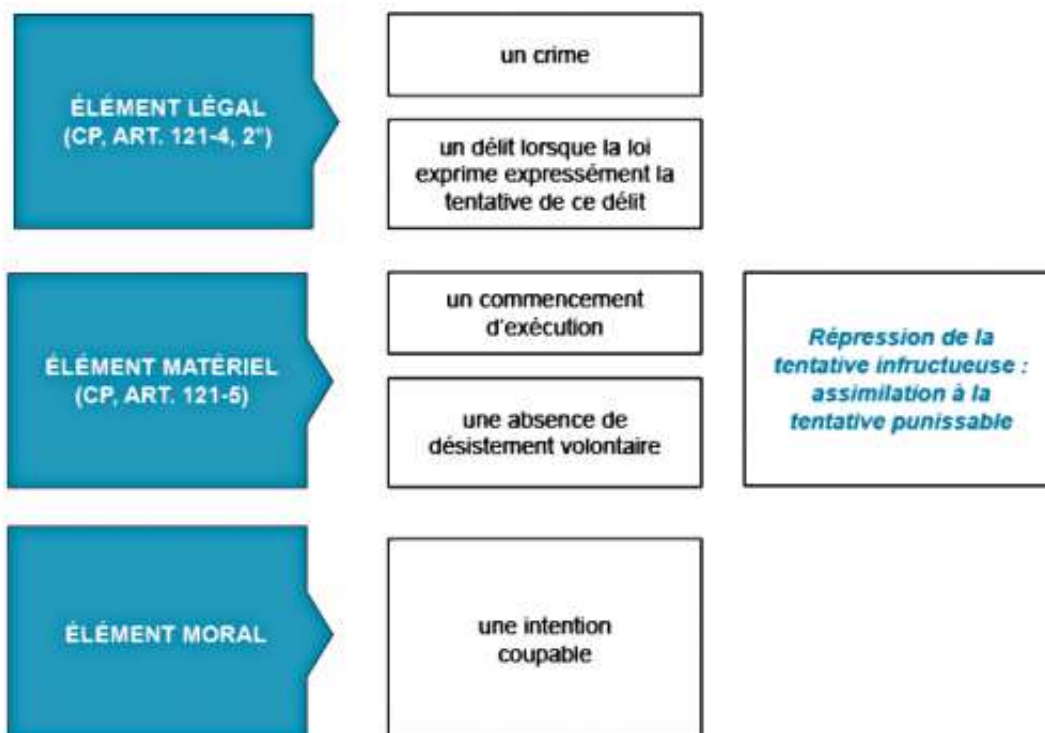 ÉLÉMENT LÉGAL
(CP, ART. 121-4, 2°)
un crime
un délit lorsque la loi
exprime expressément la
tentative de ce délit
ÉLÉMENT MATÉRIEL
(CP, ART. 121-5)
un commencement
d'exécution
une absence de
désistement volontaire
Répression de la
tentative infructueuse :
assimilation à la
tentative punissable
ÉLÉMENT MORAL
une intention
coupable